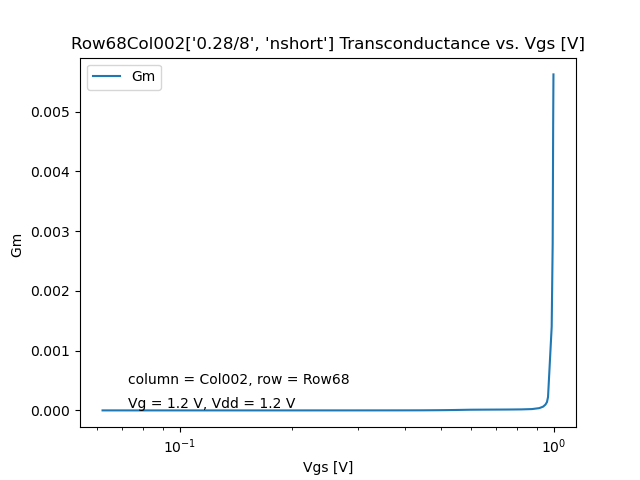 Row68Col002['0.28/8', 'nshort'] Transconductance vs. Vgs [V]
Gm
0.005
0.004
0.003
0.002
0.001
0.000
Gm
column = Col002, row = Row68
Vg = 1.2 V, Vdd = 1.2 V
10⁻¹
10⁰
Vgs [V]